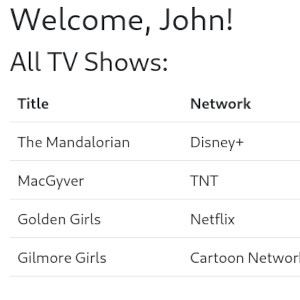 Welcome, John!
All TV Shows:
Title Network
The Mandalorian Disney+
MacGyver TNT
Golden Girls Netflix
Gilmore Girls Cartoon Networ